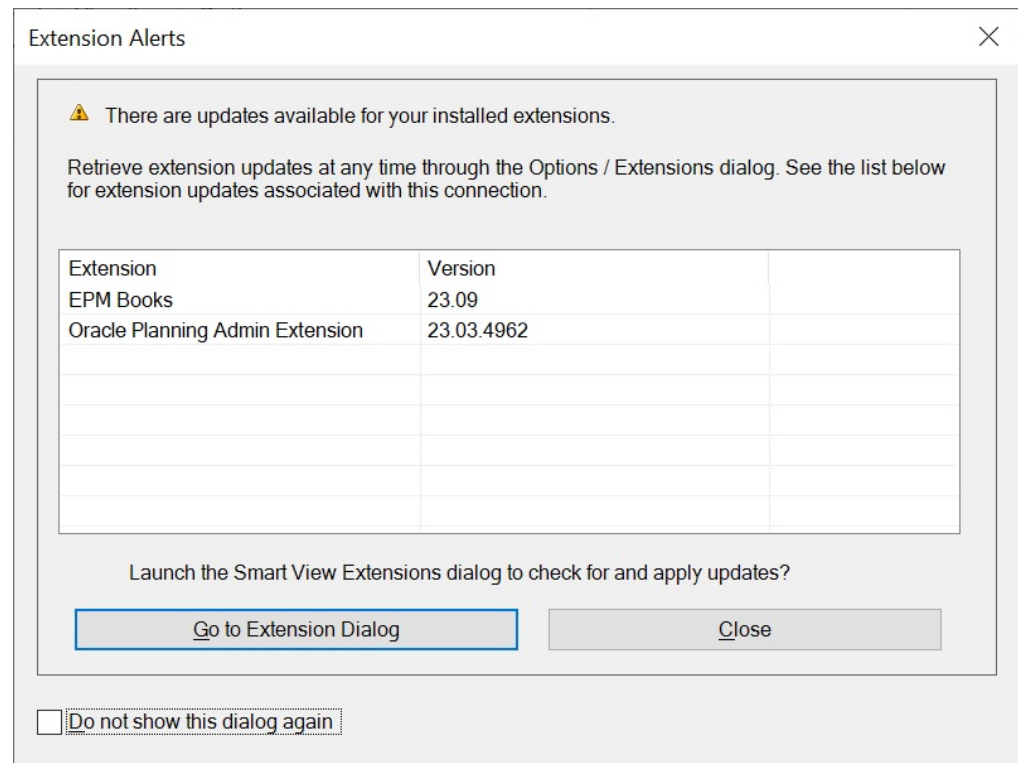 Extension Alerts
There are updates available for your installed extensions.
Retrieve extension updates at any time through the Options / Extensions dialog. See the list below
for extension updates associated with this connection.
Extension Version
EPM Books 23.09
Oracle Planning Admin Extension 23.03.4962
Launch the Smart View Extensions dialog to check for and apply updates?
Go to Extension Dialog Close
Do not show this dialog again